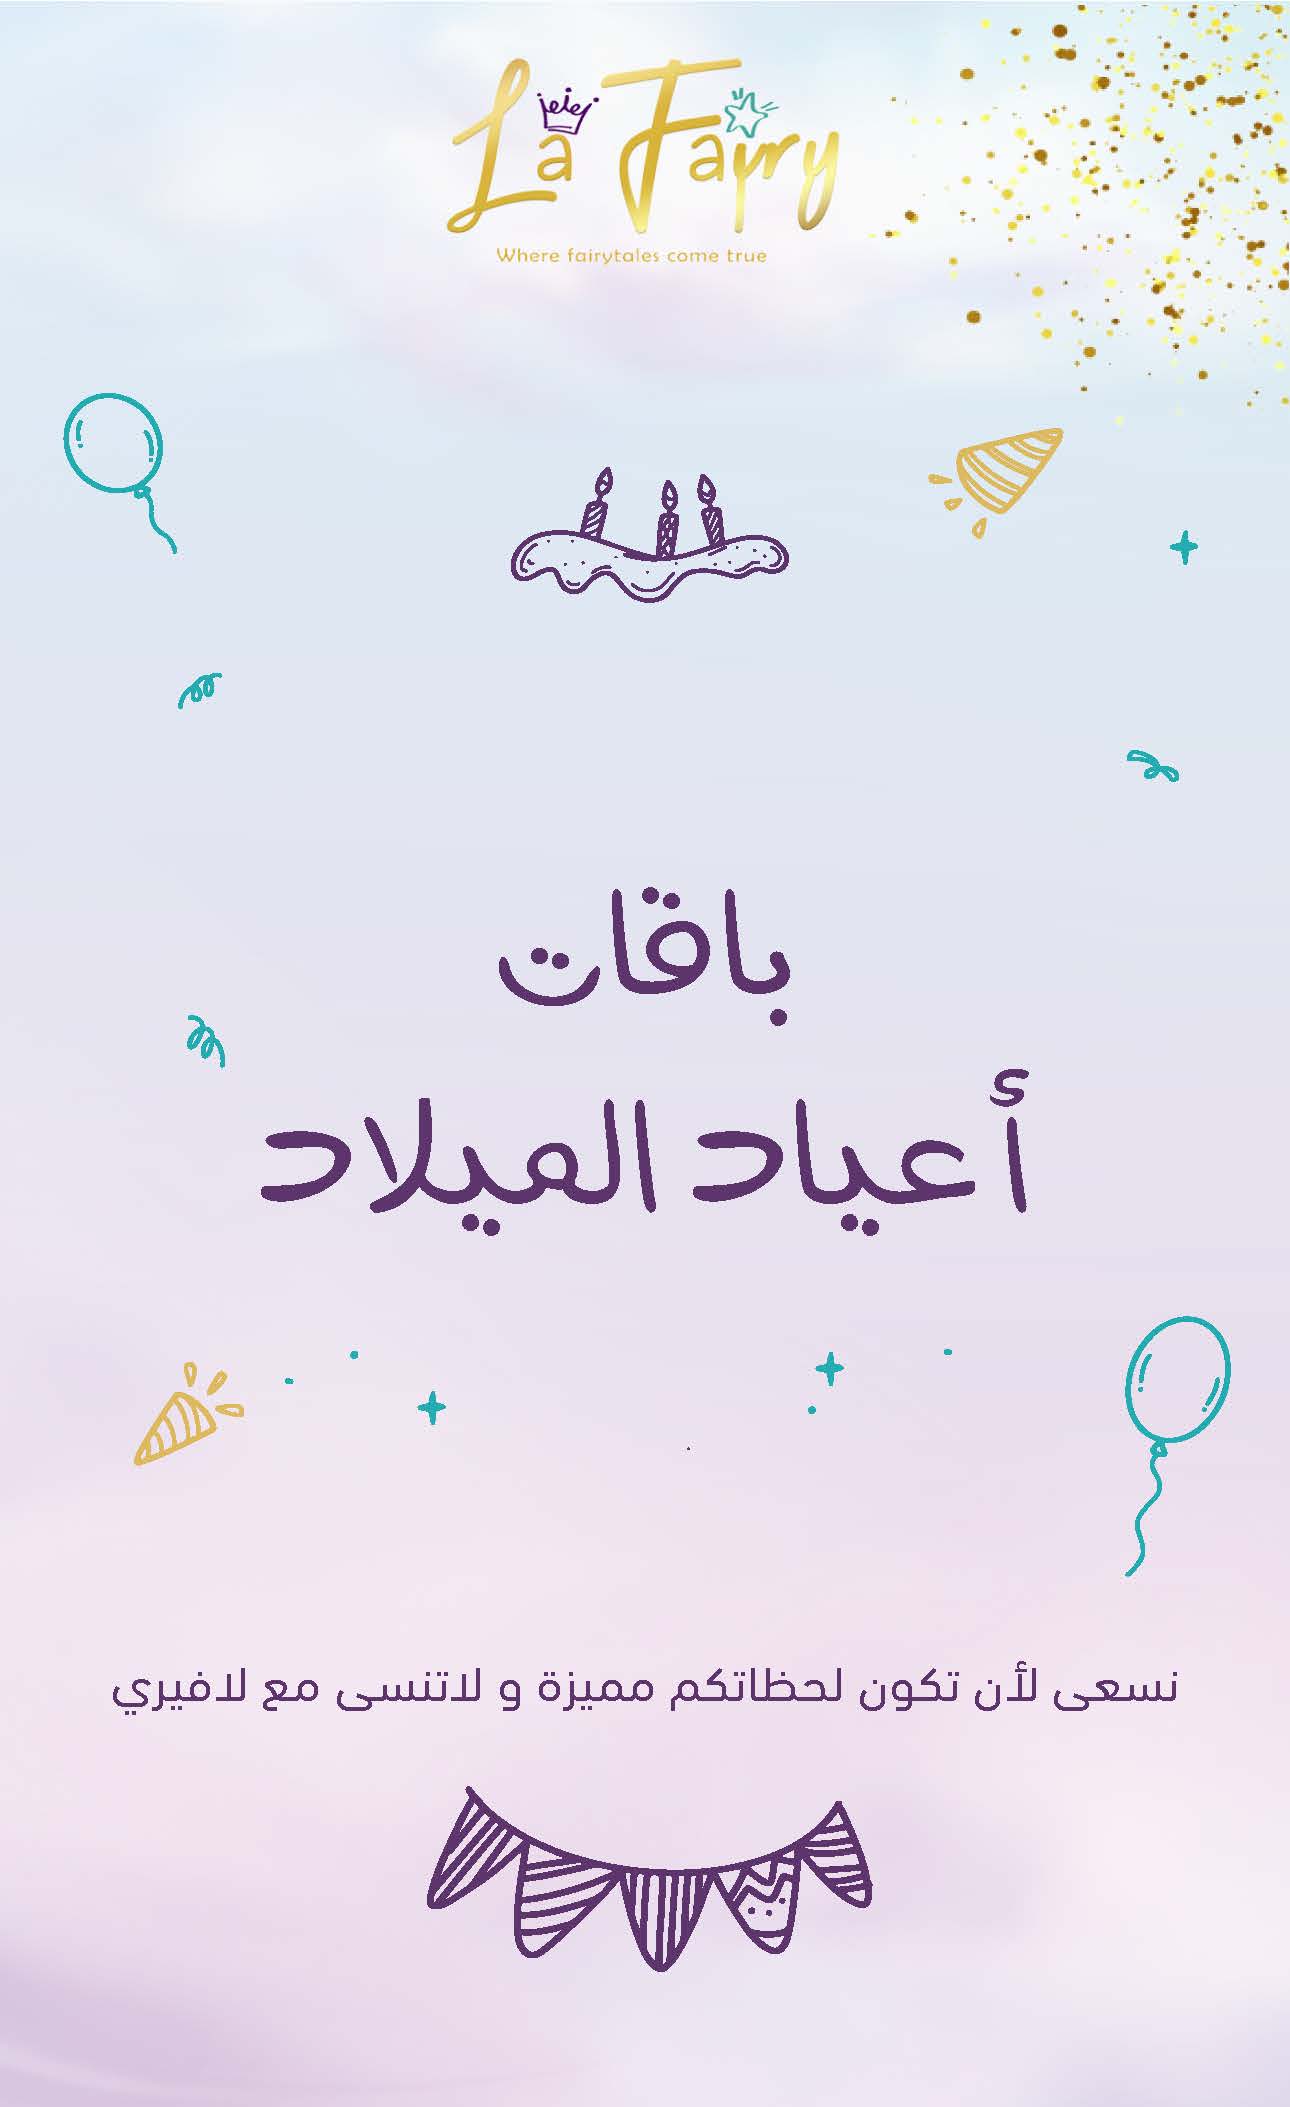 La Fairy
Where fairytales come true
باقات
أعياد الميلاد
نسعى لأن تكون لحظاتكم مميزة و لاتنسى مع لافيري